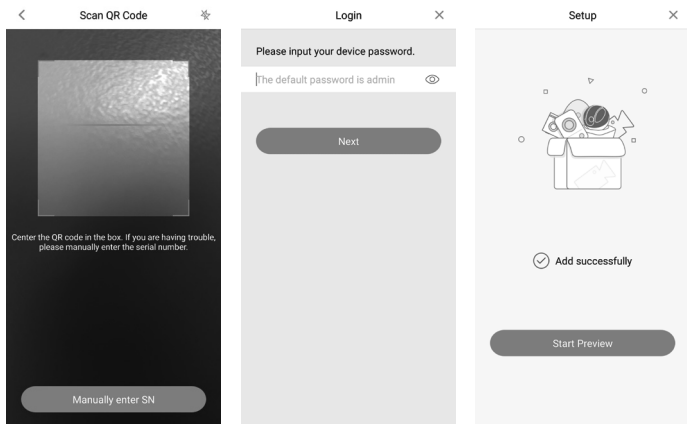 Scan QR Code
Center the QR code in the box. If you are having trouble,
please manually enter the serial number.
Manually enter SN
Login
Please input your device password.
The default password is admin
Next
Setup
Add successfully
Start Preview